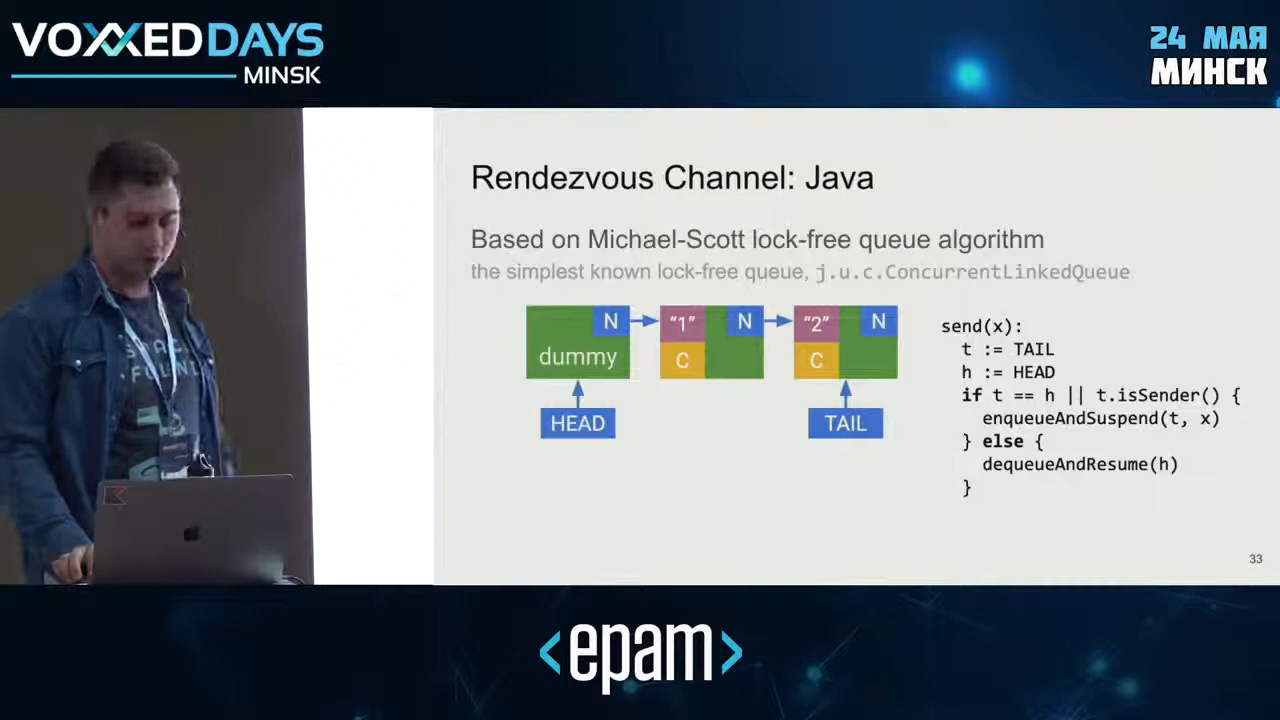 VOXXEDDAYS
MINSK
24 МАЯ
МИНСК
Rendezvous Channel: Java
Based on Michael-Scott lock-free queue algorithm
the simplest known lock-free queue, j.u.c.ConcurrentLinkedQueue
N
dummy
"1"
N
C
"2"
N
C
HEAD
TAIL
send(x):
t := TAIL
h := HEAD
if t == h || t.isSender() {
enqueueAndSuspend(t, x)
} else {
dequeueAndResume(h)
}
33
<epam>